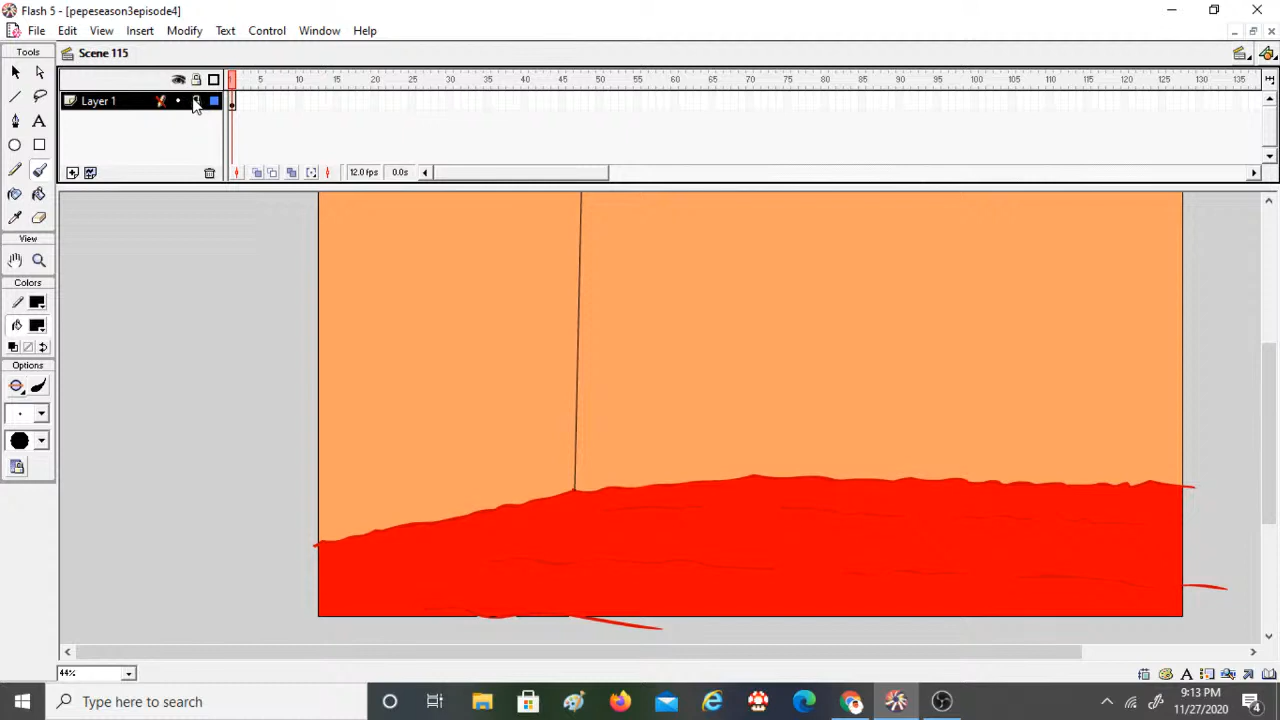 Flash 5 - [pepeseason3episode4]
File Edit View Insert Modify Text Control Window Help
Tools
Scene 115
1 5 10 15 20 25 30 35 40 45 50 55 60 65 70 75 80 85 90 95 100 105 110 115 120 125 130 135
Layer 1
12.0 fps 0.0s
View
Colors
Options
44%
Type here to search
9:13 PM
11/27/2020
4